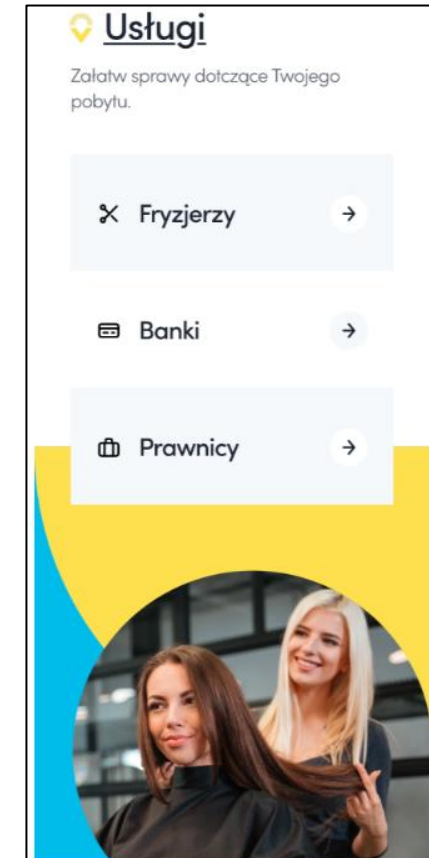 Usługi
Załatw sprawy dotczące Twojego
pobytu.
Fryzjerzy
Banki
Prawnicy